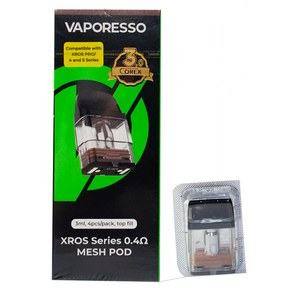 VAPORESSO
Compatible with
XROS PRO/
4 and 5 Series
COREX
3ml, 4pcs/pack, top fill
XROS Series 0.4Ω
MESH POD